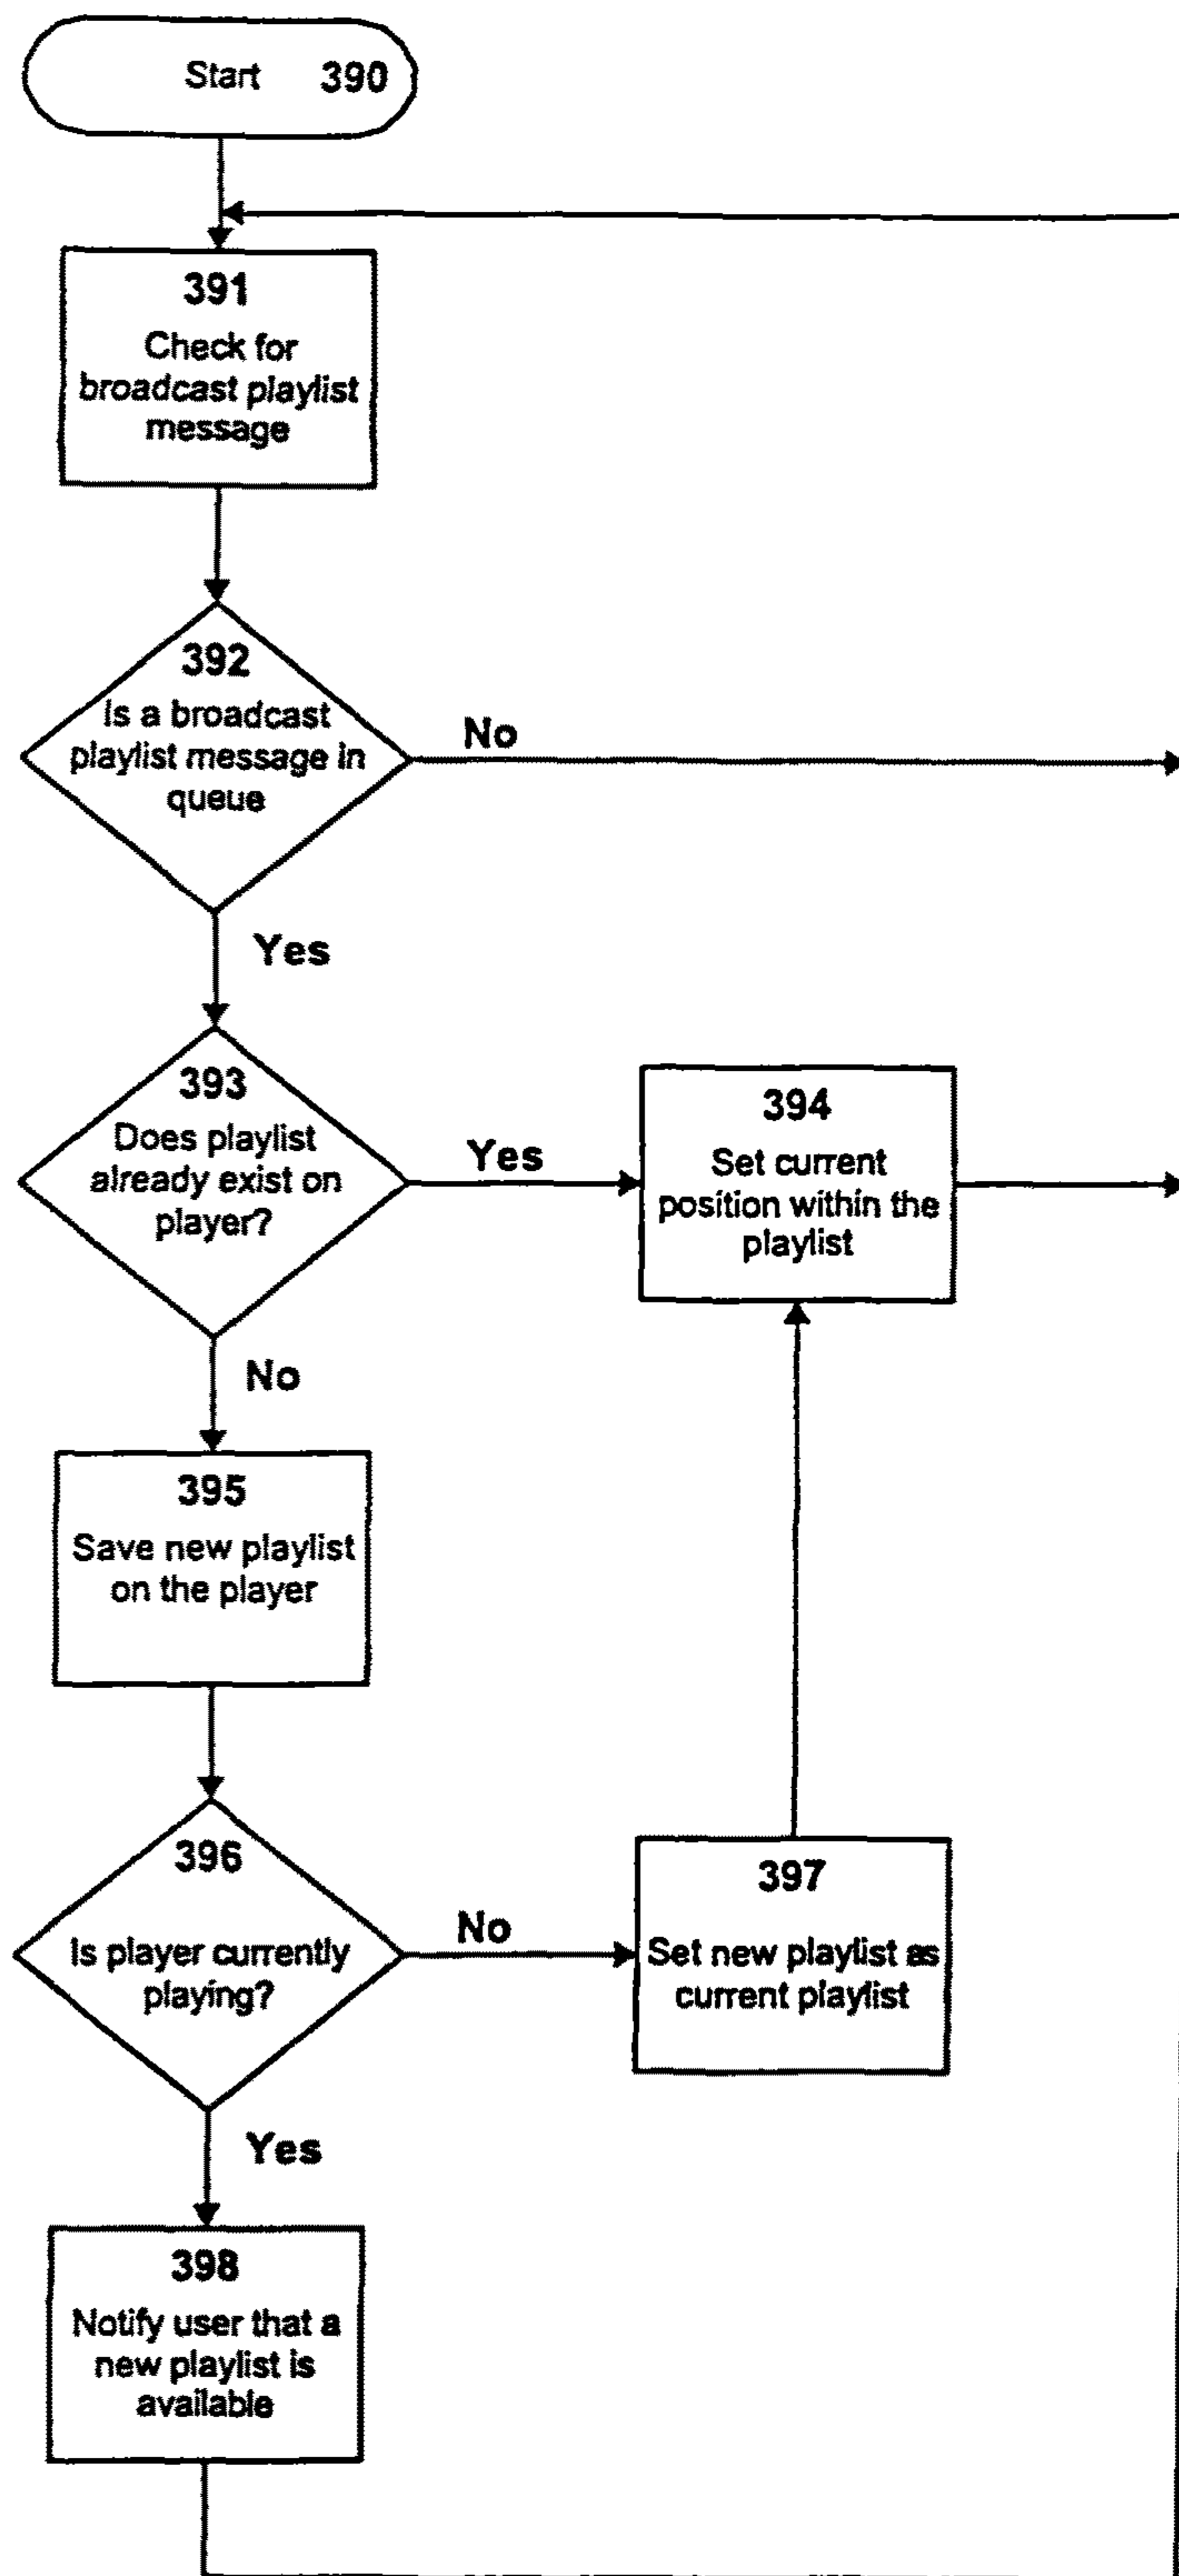 Start 390
391
Check for
broadcast playlist
message
392
Is a broadcast
playlist message in
queue
No
Yes
393
Does playlist
already exist on
player?
Yes
394
Set current
position within the
playlist
No
395
Save new playlist
on the player
396
Is player currently
playing?
No
397
Set new playlist as
current playlist
Yes
398
Notify user that a
new playlist is
available